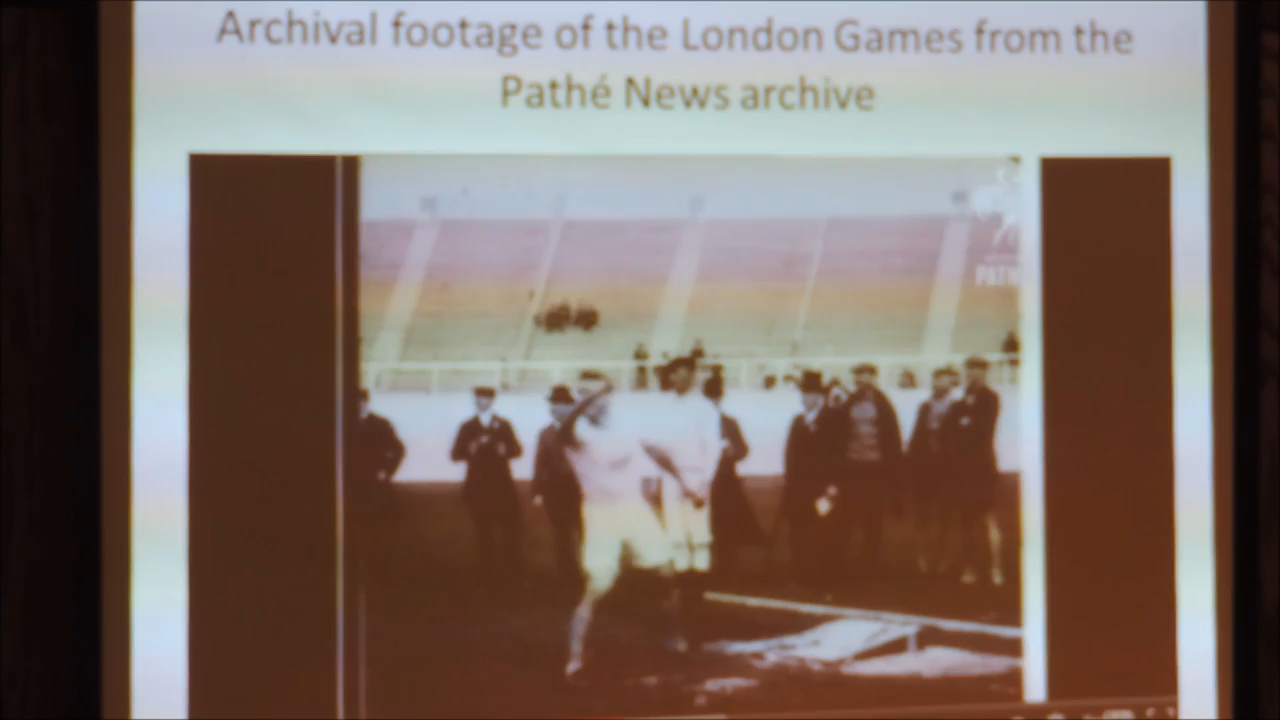 Archival footage of the London Games from the
Pathé News archive